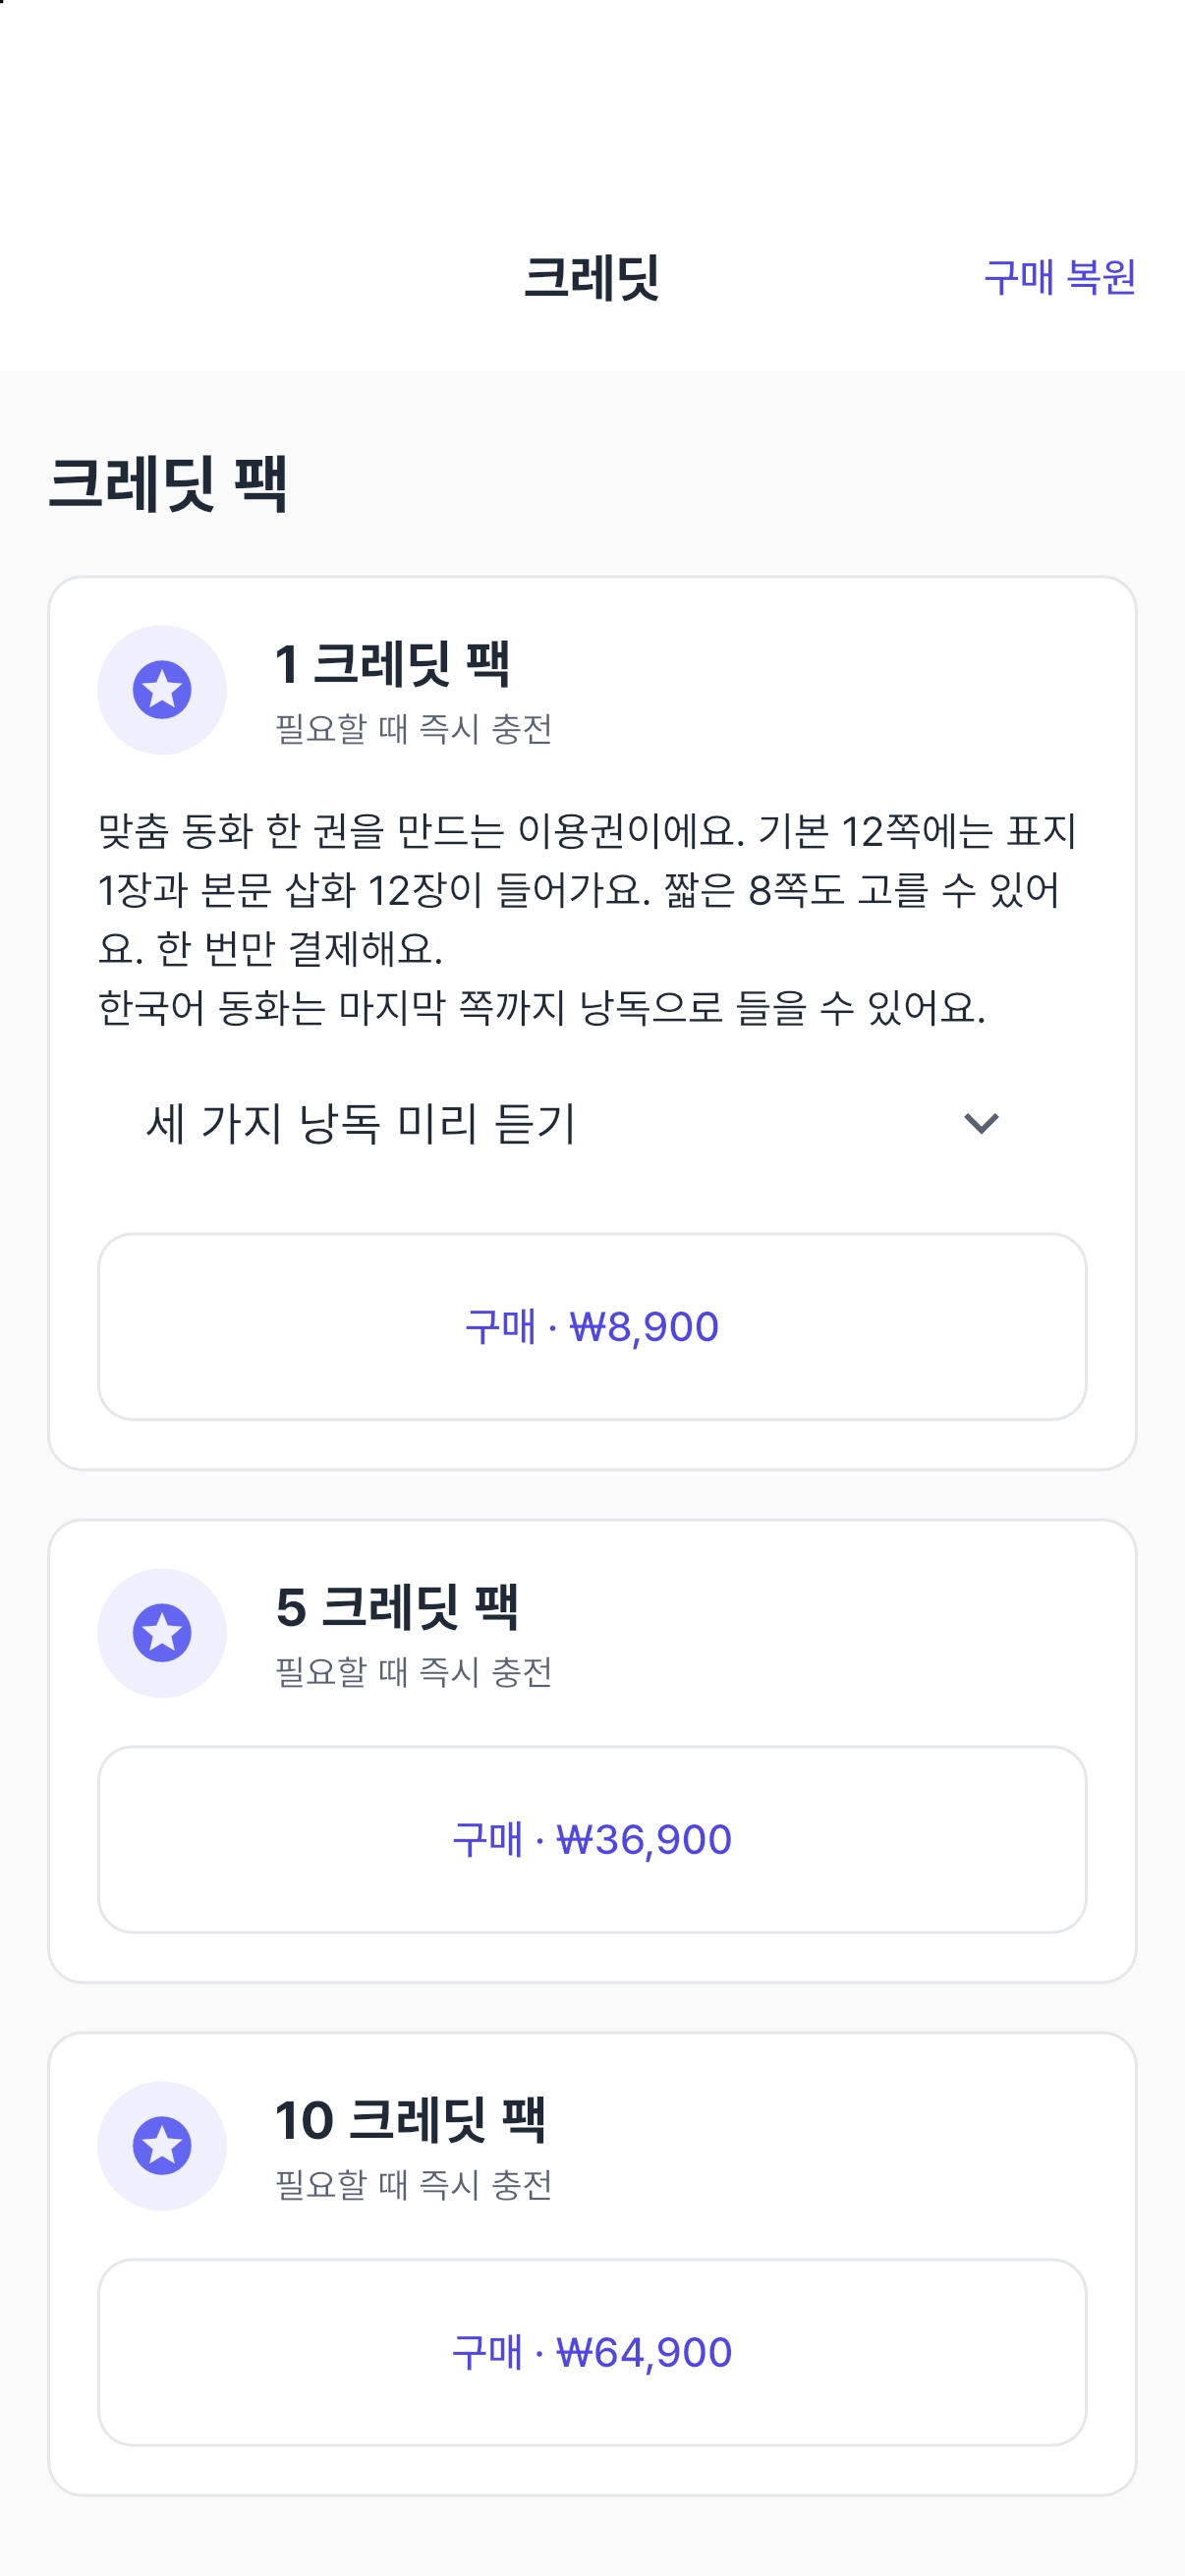 크레딧
구매 복원
크레딧 팩
1 크레딧 팩
필요할 때 즉시 충전
맞춤 동화 한 권을 만드는 이용권이에요. 기본 12쪽에는 표지
1장과 본문 삽화 12장이 들어가요. 짧은 8쪽도 고를 수 있어
요. 한 번만 결제해요.
한국어 동화는 마지막 쪽까지 낭독으로 들을 수 있어요.
세 가지 낭독 미리 듣기
구매 · ₩8,900
5 크레딧 팩
필요할 때 즉시 충전
구매 · ₩36,900
10 크레딧 팩
필요할 때 즉시 충전
구매 · ₩64,900